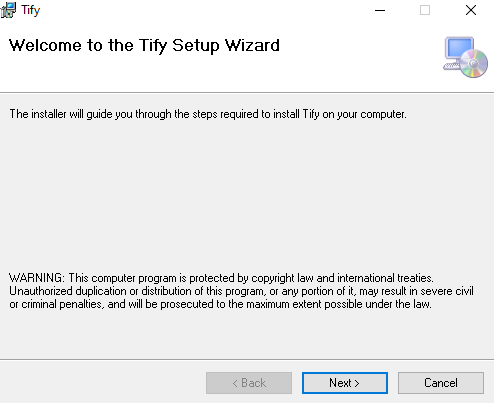 Tify
Welcome to the Tify Setup Wizard
The installer will guide you through the steps required to install Tify on your computer.
WARNING: This computer program is protected by copyright law and international treaties.
Unauthorized duplication or distribution of this program, or any portion of it, may result in severe civil
or criminal penalties, and will be prosecuted to the maximum extent possible under the law.
< Back
Next >
Cancel